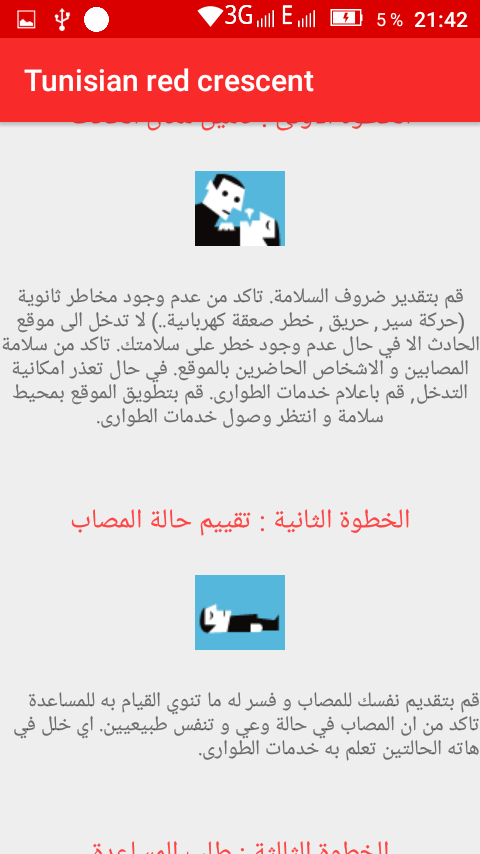 3G E 5 % 21:42
Tunisian red crescent
قم بتقدير ضروف السلامة. تاكد من عدم وجود مخاطر ثانوية
(حركة سير , حريق , خطر صعقة كهرباىية..) لا تدخل الى موقع
الحادث الا في حال عدم وجود خطر على سلامتك. تاكد من سلامة
المصابين و الاشخاص الحاضرين بالموقع. في حال تعذر امكانية
التدخل, قم باعلام خدمات الطوارى. قم بتطويق الموقع بمحيط
سلامة و انتظر وصول خدمات الطوارى.
الخطوة الثانية : تقييم حالة المصاب
قم بتقديم نفسك للمصاب و فسر له ما تنوي القيام به للمساعدة
تاكد من ان المصاب في حالة وعي و تنفس طبيعيين. اي خلل في
هاته الحالتين تعلم به خدمات الطوارى.
الخطوة الثالثة : طلب المساعدة